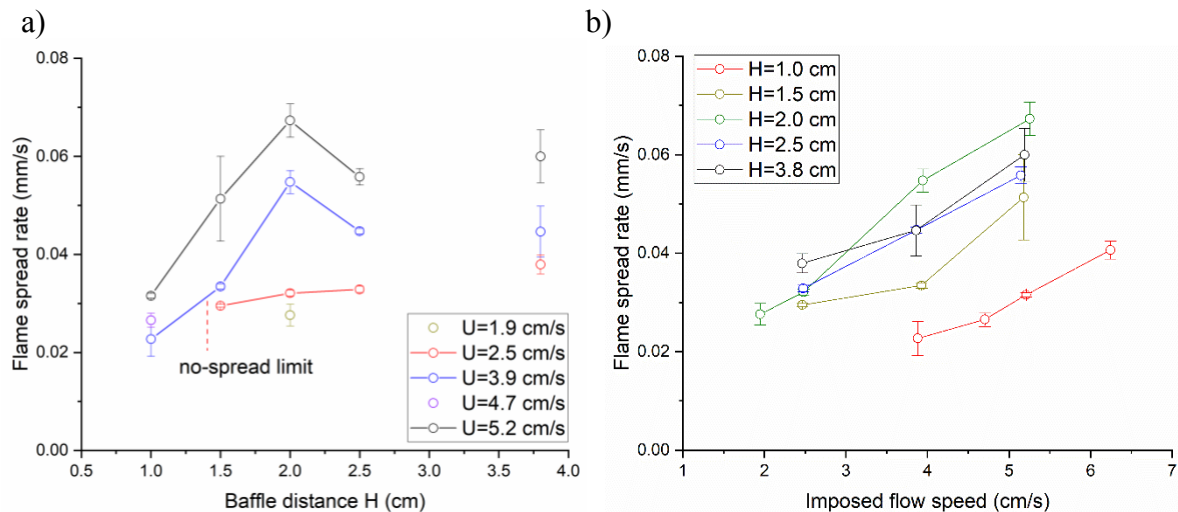 a)
0.08
0.06
0.04
0.02
0.00
Flame spread rate (mm/s)
no-spread limit
U=1.9 cm/s
U=2.5 cm/s
U=3.9 cm/s
U=4.7 cm/s
U=5.2 cm/s
0.5 1.0 1.5 2.0 2.5 3.0 3.5 4.0
Baffle distance H (cm)
b)
0.08
0.06
0.04
0.02
0.00
Flame spread rate (mm/s)
H=1.0 cm
H=1.5 cm
H=2.0 cm
H=2.5 cm
H=3.8 cm
1 2 3 4 5 6 7
Imposed flow speed (cm/s)